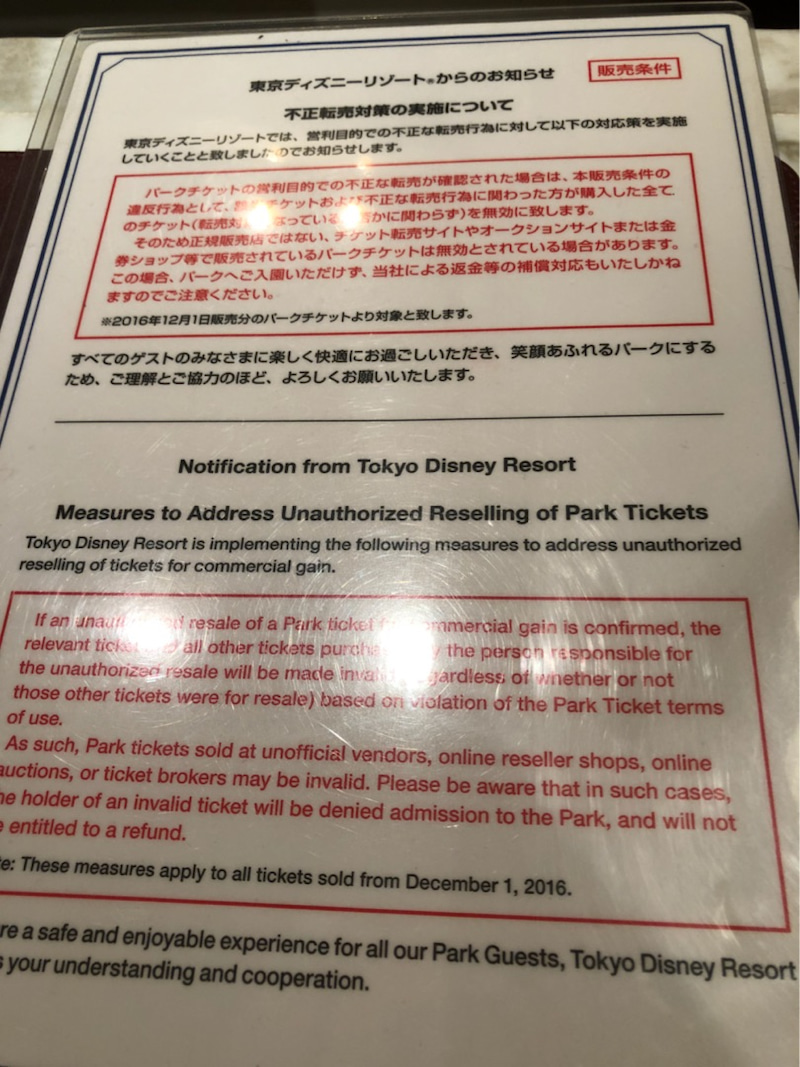 東京ディズニーリゾート®からのお知らせ
販売条件
不正転売対策の実施について
東京ディズニーリゾートでは、営利目的での不正な転売行為に対して以下の対応策を実施
していくことと致しましたのでお知らせします。
パークチケットの営利目的での不正な転売が確認された場合は、本販売条件の
違反行為として、チケットおよび不正な転売行為に関わった方が購入した全て
のチケット(転売対なっているかに関わらず)を無効に致します。
そのため正規販売店ではない、チケット転売サイトやオークションサイトまたは金
券ショップ等で販売されているパークチケットは無効とされている場合があります。
この場合、パークへご入園いただけず、当社による返金等の補償対応もいたしかね
ますのでご注意ください。
※2016年12月1日販売分のパークチケットより対象と致します。
すべてのゲストのみなさまに楽しく快適にお過ごしいただき、笑顔あふれるパークにする
ため、ご理解とご協力のほど、よろしくお願いいたします。
Notification from Tokyo Disney Resort
Measures to Address Unauthorized Reselling of Park Tickets
Tokyo Disney Resort is implementing the following measures to address unauthorized
reselling of tickets for commercial gain.
If an unauthorized resale of a Park ticket for commercial gain is confirmed, the
relevant ticket and all other tickets purchased by the person responsible for
the unauthorized resale will be made invalid (regardless of whether or not
those other tickets were for resale) based on violation of the Park Ticket terms
of use.
As such, Park tickets sold at unofficial vendors, online reseller shops, online
auctions, or ticket brokers may be invalid. Please be aware that in such cases,
he holder of an invalid ticket will be denied admission to the Park, and will not
e entitled to a refund.
te: These measures apply to all tickets sold from December 1, 2016.
re a safe and enjoyable experience for all our Park Guests, Tokyo Disney Resort
s your understanding and cooperation.